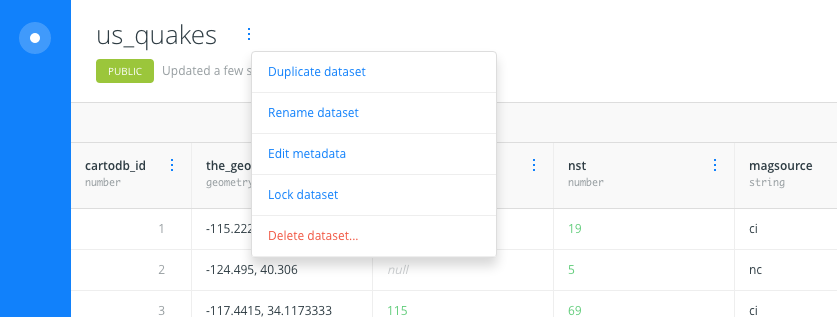 us_quakes
PUBLIC Updated a few s
Duplicate dataset
Rename dataset
Edit metadata
Lock dataset
Delete dataset...
cartodb_id the_geo nst magsource
number geometry number string
1 -115.222 19 ci
2 -124.495, 40.306 null 5 nc
3 -117.4415, 34.1173333 115 69 ci